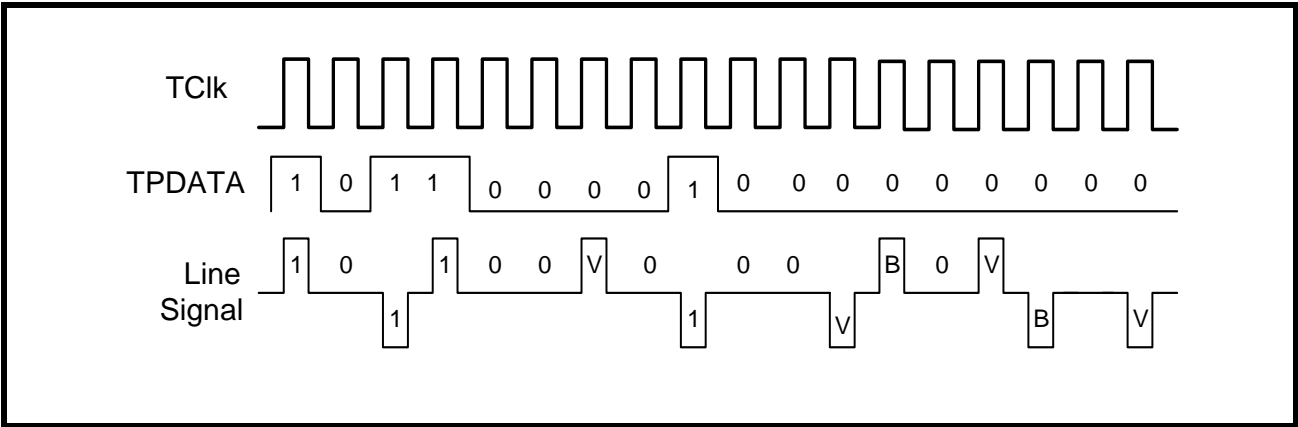 TClk
TPDATA 1 0 1 1 0 0 0 0 1 0 0 0 0 0 0 0 0 0
Line Signal
1 0 1 0 0 V 0 0 0 B 0 V
1 1 V B V